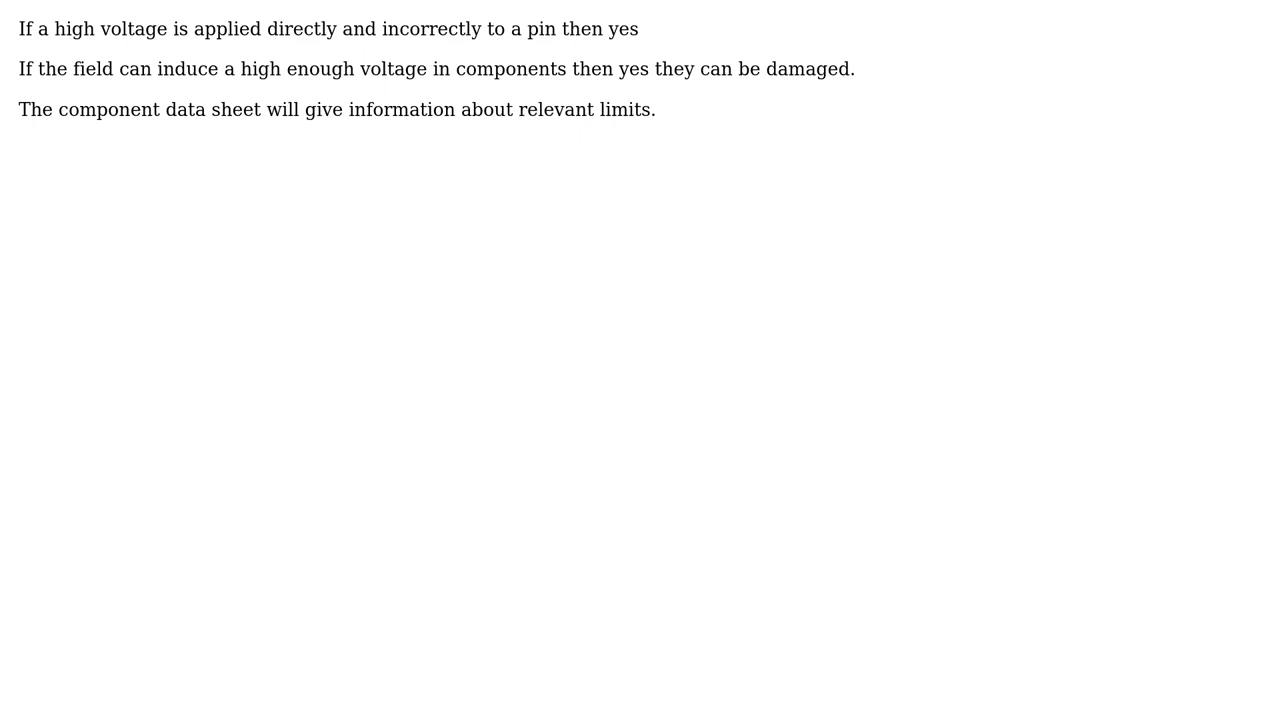 If a high voltage is applied directly and incorrectly to a pin then yes
If the field can induce a high enough voltage in components then yes they can be damaged.
The component data sheet will give information about relevant limits.